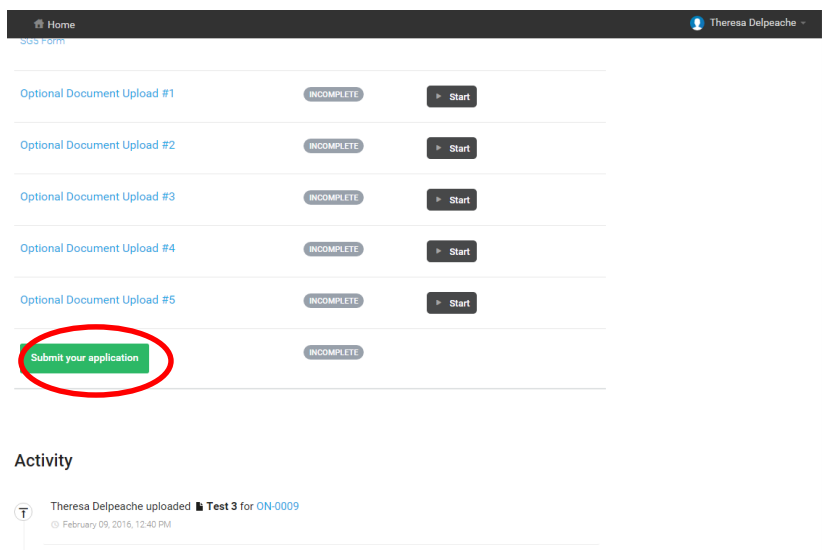 Home Theresa Delpeache
SG5 Form
Optional Document Upload #1 INCOMPLETE Start
Optional Document Upload #2 INCOMPLETE Start
Optional Document Upload #3 INCOMPLETE Start
Optional Document Upload #4 INCOMPLETE Start
Optional Document Upload #5 INCOMPLETE Start
Submit your application INCOMPLETE
Activity
Theresa Delpeache uploaded Test 3 for ON-0009
February 09, 2016, 12:40 PM